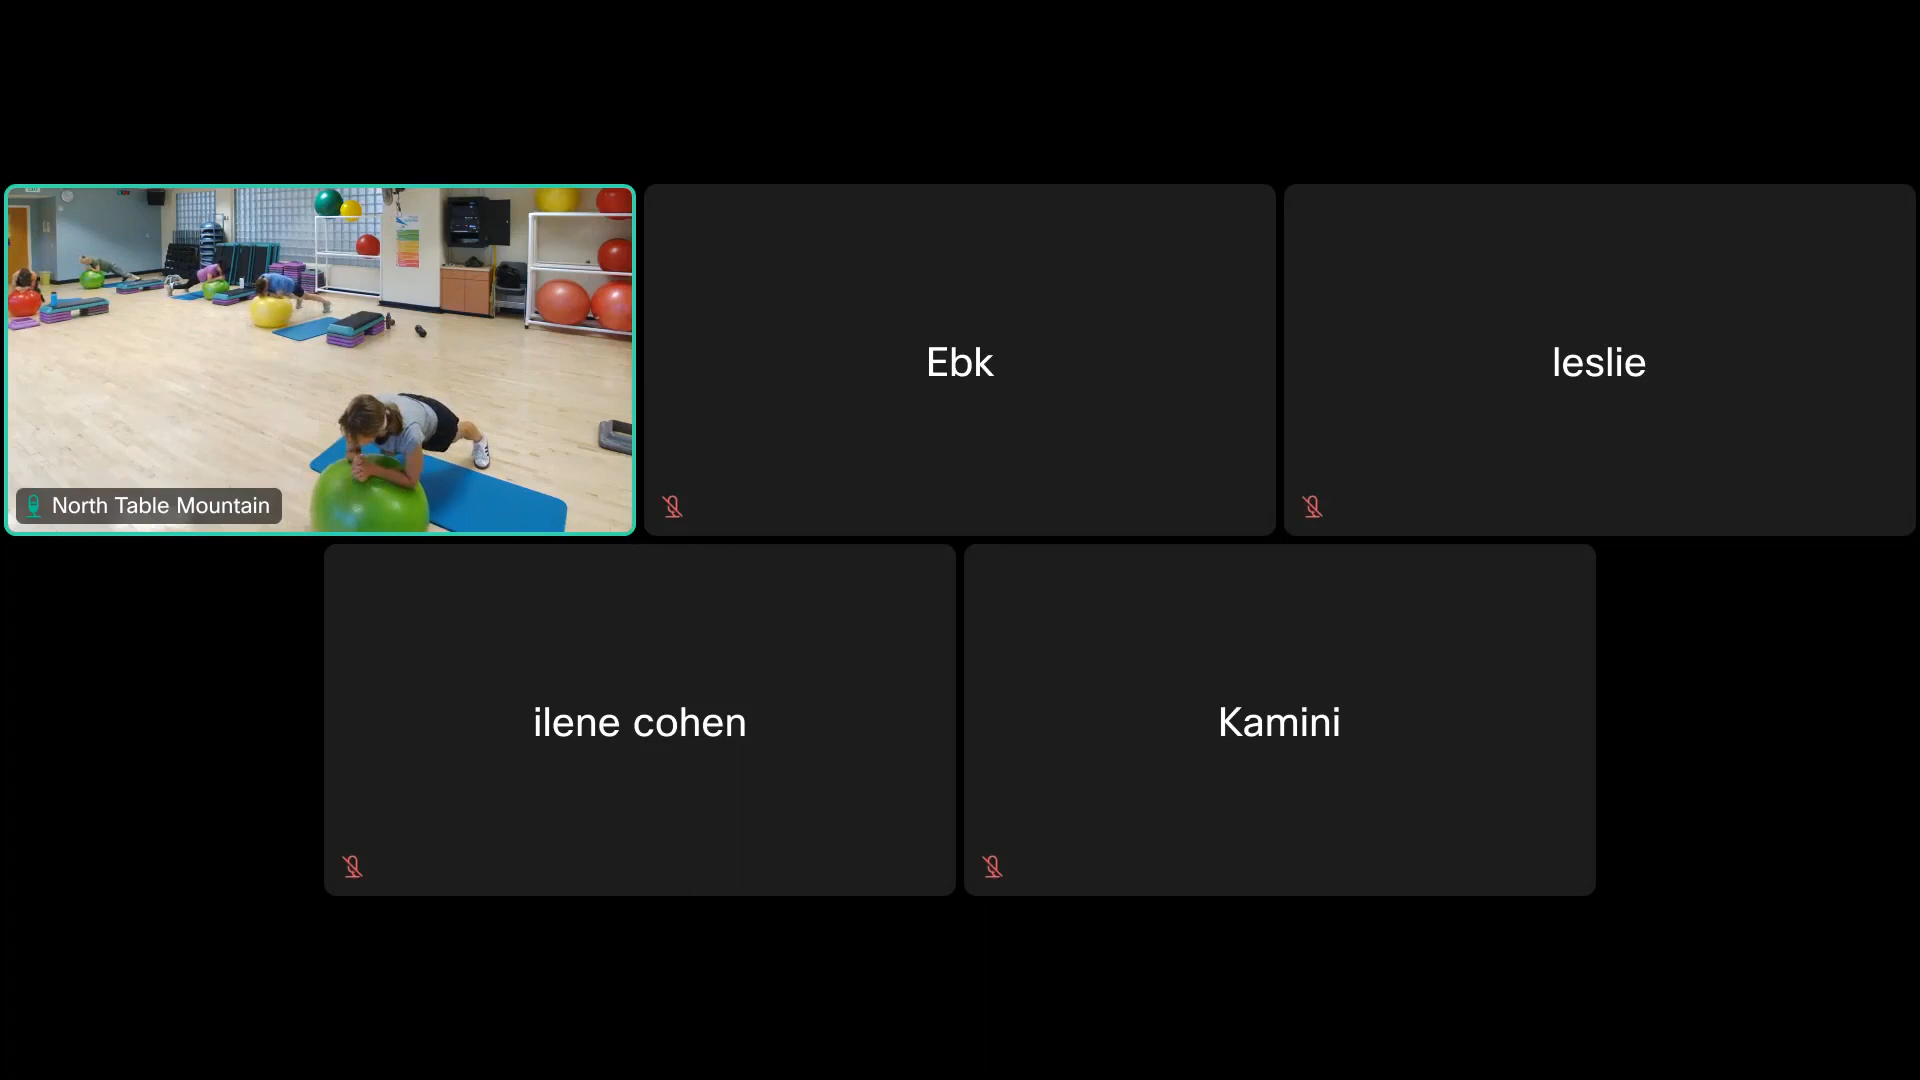 North Table Mountain
Ebk
leslie
ilene cohen
Kamini